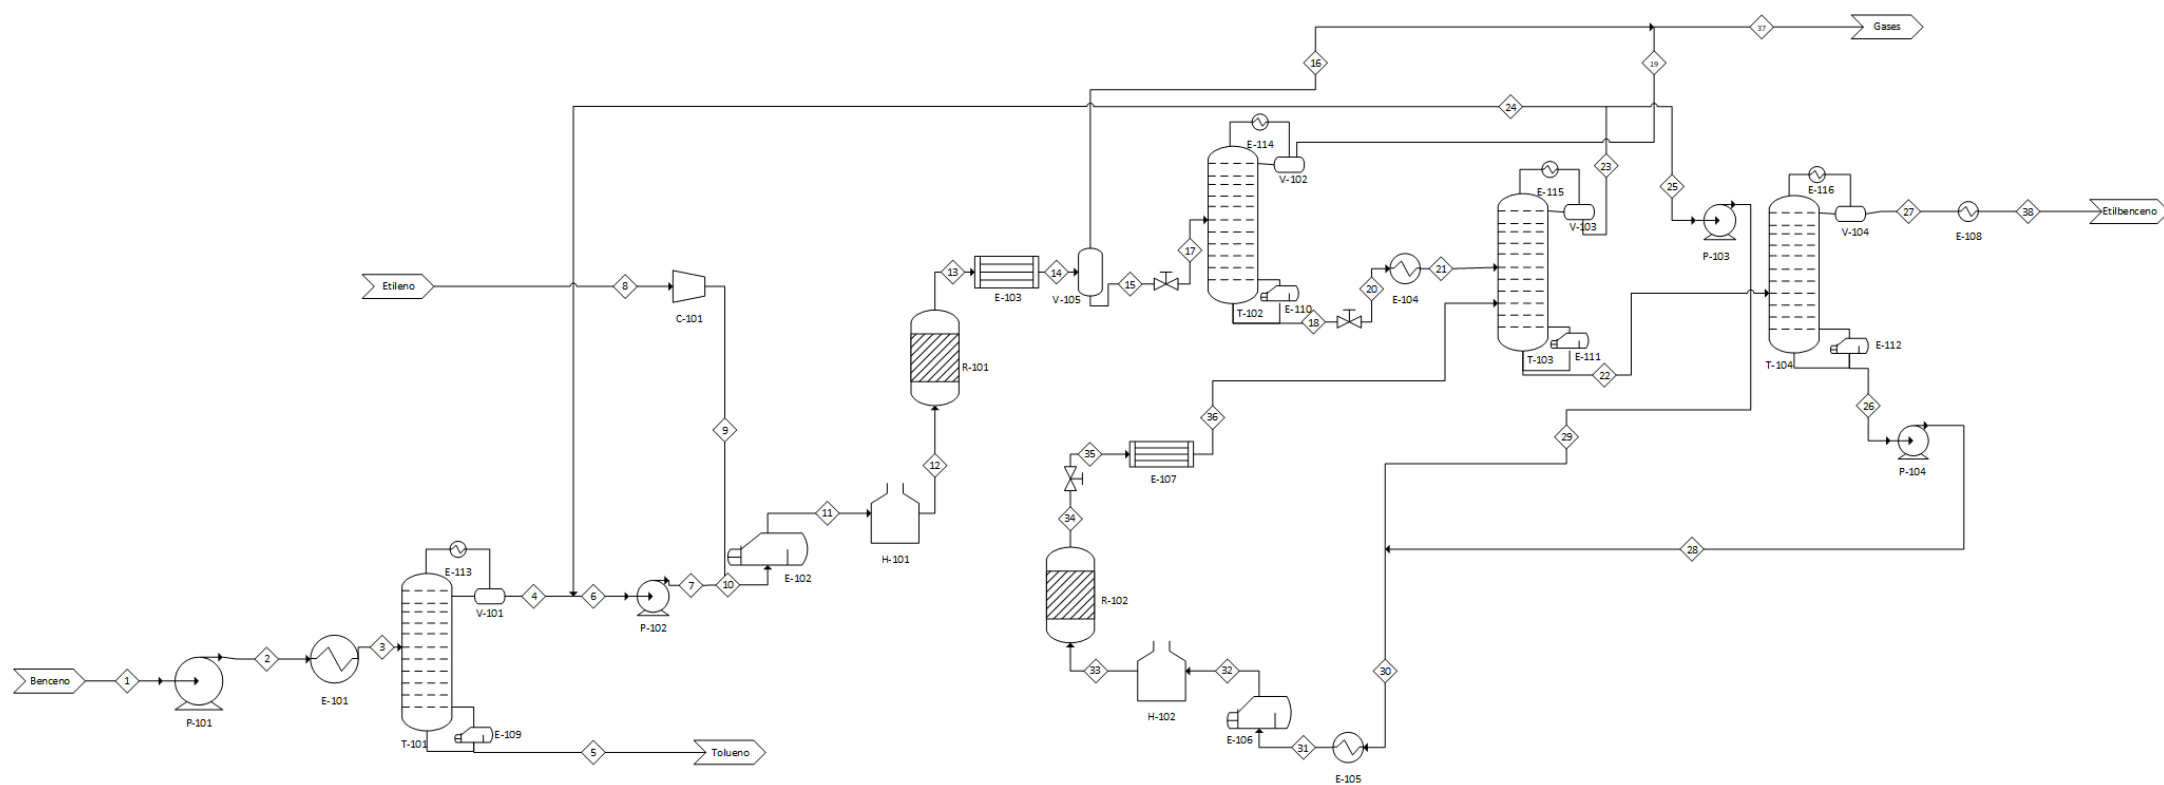 37
Gases
16
19
24
E-114
V-102
23
E-115
V-103
25
P-103
E-116
V-104
27
E-108
38
Etilbenceno
Etileno
8
C-101
13
E-103
14
V-105
15
17
T-102
E-110
18
20
E-104
21
T-103
E-111
22
T-104
E-112
26
P-104
R-101
9
12
11
H-101
10
E-102
36
29
35
E-107
34
28
R-102
E-113
V-101
4
6
P-102
7
Benceno
1
P-101
2
E-101
3
T-101
E-109
5
Tolueno
33
H-102
32
E-106
31
E-105
30